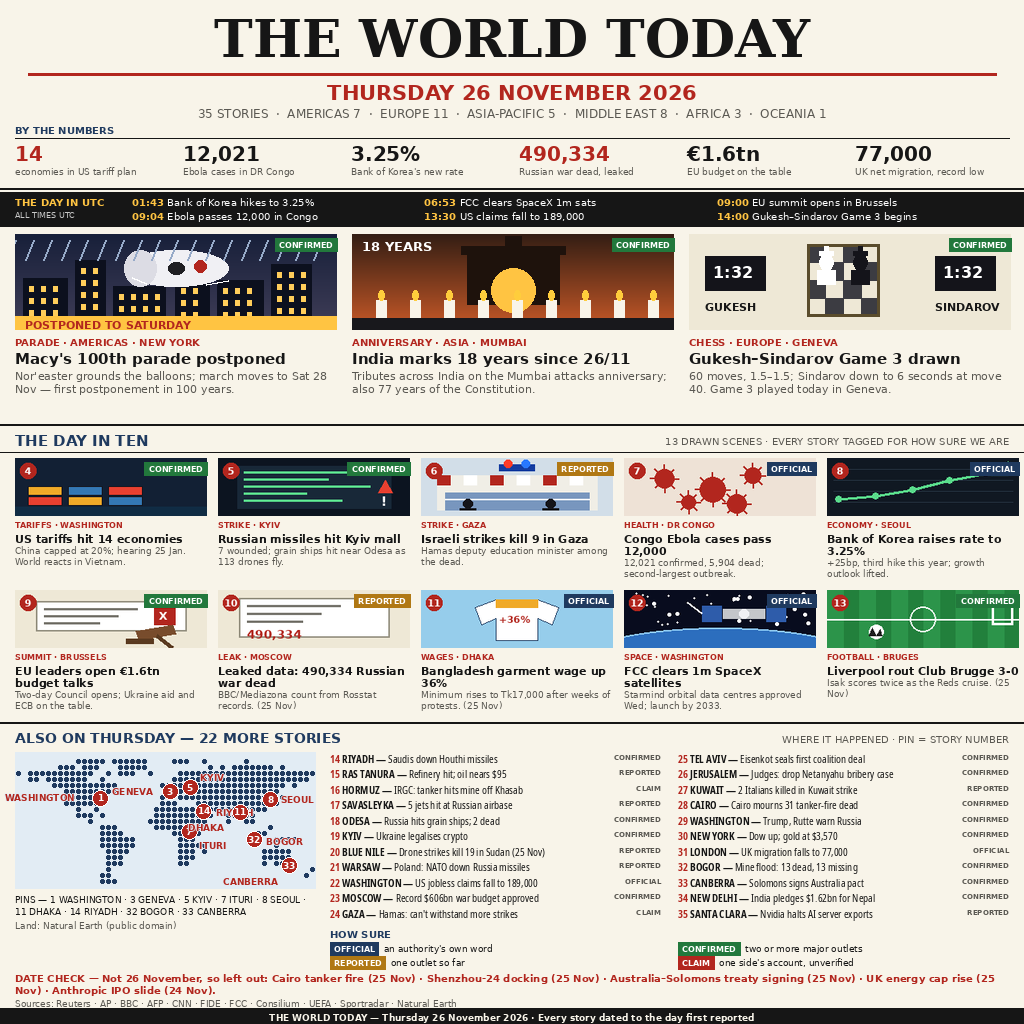 THE WORLD TODAY
THURSDAY 26 NOVEMBER 2026
35 STORIES · AMERICAS 7 · EUROPE 11 · ASIA-PACIFIC 5 · MIDDLE EAST 8 · AFRICA 3 · OCEANIA 1
BY THE NUMBERS
14
economies in US tariff plan
12,021
Ebola cases in DR Congo
3.25%
Bank of Korea's new rate
490,334
Russian war dead, leaked
€1.6tn
EU budget on the table
77,000
UK net migration, record low
THE DAY IN UTC
ALL TIMES UTC
01:43 Bank of Korea hikes to 3.25%
09:04 Ebola passes 12,000 in Congo
06:53 FCC clears SpaceX 1m sats
13:30 US claims fall to 189,000
09:00 EU summit opens in Brussels
14:00 Gukesh–Sindarov Game 3 begins
CONFIRMED
POSTPONED TO SATURDAY
PARADE · AMERICAS · NEW YORK
Macy's 100th parade postponed
Nor'easter grounds the balloons; march moves to Sat 28
Nov — first postponement in 100 years.
18 YEARS
CONFIRMED
ANNIVERSARY · ASIA · MUMBAI
India marks 18 years since 26/11
Tributes across India on the Mumbai attacks anniversary;
also 77 years of the Constitution.
CONFIRMED
1:32
GUKESH
1:32
SINDAROV
CHESS · EUROPE · GENEVA
Gukesh–Sindarov Game 3 drawn
60 moves, 1.5–1.5; Sindarov down to 6 seconds at move
40. Game 3 played today in Geneva.
THE DAY IN TEN
13 DRAWN SCENES · EVERY STORY TAGGED FOR HOW SURE WE ARE
4
CONFIRMED
TARIFFS · WASHINGTON
US tariffs hit 14 economies
China capped at 20%; hearing 25 Jan.
World reacts in Vietnam.
5
CONFIRMED
!
STRIKE · KYIV
Russian missiles hit Kyiv mall
7 wounded; grain ships hit near Odesa as
113 drones fly.
6
REPORTED
STRIKE · GAZA
Israeli strikes kill 9 in Gaza
Hamas deputy education minister among
the dead.
7
OFFICIAL
HEALTH · DR CONGO
Congo Ebola cases pass
12,000
12,021 confirmed, 5,904 dead;
second-largest outbreak.
8
OFFICIAL
ECONOMY · SEOUL
Bank of Korea raises rate to
3.25%
+25bp, third hike this year; growth
outlook lifted.
9
CONFIRMED
X
SUMMIT · BRUSSELS
EU leaders open €1.6tn
budget talks
Two-day Council opens; Ukraine aid and
ECB on the table.
10
REPORTED
490,334
LEAK · MOSCOW
Leaked data: 490,334 Russian
war dead
BBC/Mediazona count from Rosstat
records. (25 Nov)
11
OFFICIAL
+36%
WAGES · DHAKA
Bangladesh garment wage up
36%
Minimum rises to Tk17,000 after weeks of
protests. (25 Nov)
12
OFFICIAL
SPACE · WASHINGTON
FCC clears 1m SpaceX
satellites
Starmind orbital data centres approved
Wed; launch by 2033.
13
CONFIRMED
FOOTBALL · BRUGES
Liverpool rout Club Brugge 3-0
Isak scores twice as the Reds cruise. (25
Nov)
ALSO ON THURSDAY — 22 MORE STORIES
WHERE IT HAPPENED · PIN = STORY NUMBER
WASHINGTON 1
GENEVA 3
KYIV
5
14 RIY
11
DHAKA
7
ITURI
8 SEOUL
32 BOGOR
33
CANBERRA
PINS — 1 WASHINGTON · 3 GENEVA · 5 KYIV · 7 ITURI · 8 SEOUL ·
11 DHAKA · 14 RIYADH · 32 BOGOR · 33 CANBERRA
Land: Natural Earth (public domain)
14 RIYADH — Saudis down Houthi missiles CONFIRMED
15 RAS TANURA — Refinery hit; oil nears $95 REPORTED
16 HORMUZ — IRGC: tanker hits mine off Khasab CLAIM
17 SAVASLEYKA — 5 jets hit at Russian airbase REPORTED
18 ODESA — Russia hits grain ships; 2 dead CONFIRMED
19 KYIV — Ukraine legalises crypto CONFIRMED
20 BLUE NILE — Drone strikes kill 19 in Sudan (25 Nov) REPORTED
21 WARSAW — Poland: NATO down Russia missiles REPORTED
22 WASHINGTON — US jobless claims fall to 189,000 OFFICIAL
23 MOSCOW — Record $606bn war budget approved CONFIRMED
24 GAZA — Hamas: can't withstand more strikes CLAIM
25 TEL AVIV — Eisenkot seals first coalition deal CONFIRMED
26 JERUSALEM — Judges: drop Netanyahu bribery case CONFIRMED
27 KUWAIT — 2 Italians killed in Kuwait strike REPORTED
28 CAIRO — Cairo mourns 31 tanker-fire dead CONFIRMED
29 WASHINGTON — Trump, Rutte warn Russia CONFIRMED
30 NEW YORK — Dow up; gold at $3,570 CONFIRMED
31 LONDON — UK migration falls to 77,000 OFFICIAL
32 BOGOR — Mine flood: 13 dead, 13 missing CONFIRMED
33 CANBERRA — Solomons signs Australia pact CONFIRMED
34 NEW DELHI — India pledges $1.62bn for Nepal CONFIRMED
35 SANTA CLARA — Nvidia halts AI server exports REPORTED
HOW SURE
OFFICIAL an authority's own word
REPORTED one outlet so far
CONFIRMED two or more major outlets
CLAIM one side's account, unverified
DATE CHECK — Not 26 November, so left out: Cairo tanker fire (25 Nov) · Shenzhou-24 docking (25 Nov) · Australia–Solomons treaty signing (25 Nov) · UK energy cap rise (25
Nov) · Anthropic IPO slide (24 Nov).
Sources: Reuters · AP · BBC · AFP · CNN · FIDE · FCC · Consilium · UEFA · Sportradar · Natural Earth
THE WORLD TODAY — Thursday 26 November 2026 · Every story dated to the day first reported